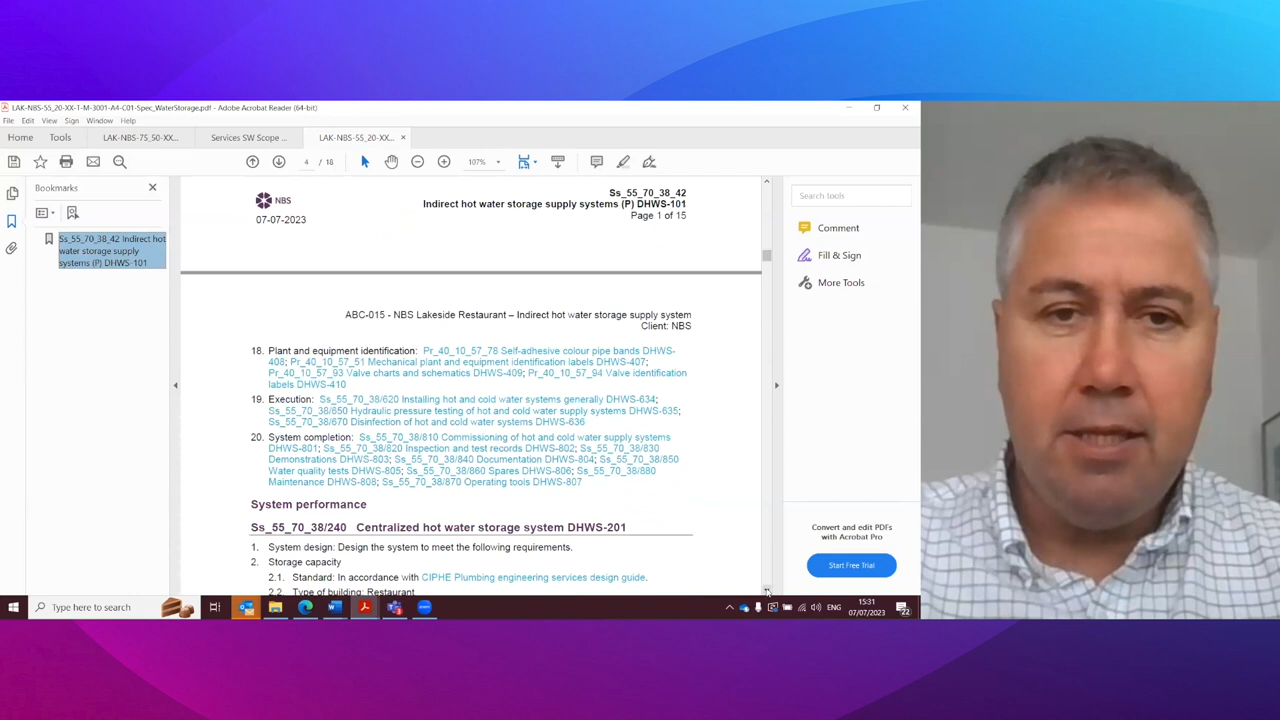 LAK-NBS-55_20-XX-T-M-3001-A4-C01-Spec_WaterStorage.pdf - Adobe Acrobat Reader (64-bit)
File Edit View Sign Window Help
Home Tools LAK-NBS-75_50-XX... Services SW Scope ... LAK-NBS-55_20-XX... ×
4 / 18 107%
Bookmarks
Ss_55_70_38_42 Indirect hot
water storage supply
systems (P) DHWS-101
NBS
07-07-2023
Ss_55_70_38_42
Indirect hot water storage supply systems (P) DHWS-101
Page 1 of 15
ABC-015 - NBS Lakeside Restaurant – Indirect hot water storage supply system
Client: NBS
18. Plant and equipment identification: Pr_40_10_57_78 Self-adhesive colour pipe bands DHWS-
408; Pr_40_10_57_51 Mechanical plant and equipment identification labels DHWS-407;
Pr_40_10_57_93 Valve charts and schematics DHWS-409; Pr_40_10_57_94 Valve identification
labels DHWS-410
19. Execution: Ss_55_70_38/620 Installing hot and cold water systems generally DHWS-634;
Ss_55_70_38/650 Hydraulic pressure testing of hot and cold water supply systems DHWS-635;
Ss_55_70_38/670 Disinfection of hot and cold water systems DHWS-636
20. System completion: Ss_55_70_38/810 Commissioning of hot and cold water supply systems
DHWS-801; Ss_55_70_38/820 Inspection and test records DHWS-802; Ss_55_70_38/830
Demonstrations DHWS-803; Ss_55_70_38/840 Documentation DHWS-804; Ss_55_70_38/850
Water quality tests DHWS-805; Ss_55_70_38/860 Spares DHWS-806; Ss_55_70_38/880
Maintenance DHWS-808; Ss_55_70_38/870 Operating tools DHWS-807
System performance
Ss_55_70_38/240 Centralized hot water storage system DHWS-201
1. System design: Design the system to meet the following requirements.
2. Storage capacity
2.1. Standard: In accordance with CIPHE Plumbing engineering services design guide.
2.2. Type of building: Restaurant
Search tools
Comment
Fill & Sign
More Tools
Convert and edit PDFs
with Acrobat Pro
Start Free Trial
Type here to search
ENG
15:31
07/07/2023
22